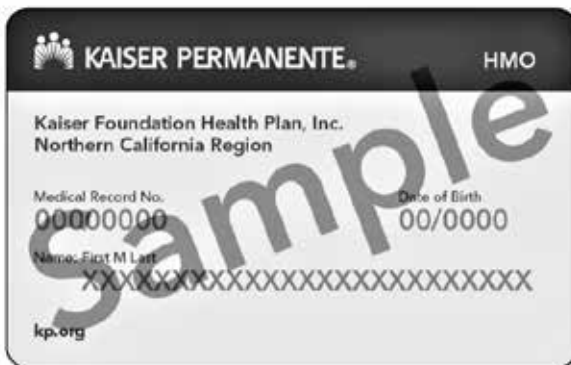 KAISER PERMANENTE® HMO
Kaiser Foundation Health Plan, Inc.
Northern California Region
Medical Record No. Date of Birth
00000000 00/0000
Name: First M Last
XXXXXXXXXXXXXXXXXXXXXXXXXX
kp.org
Sample